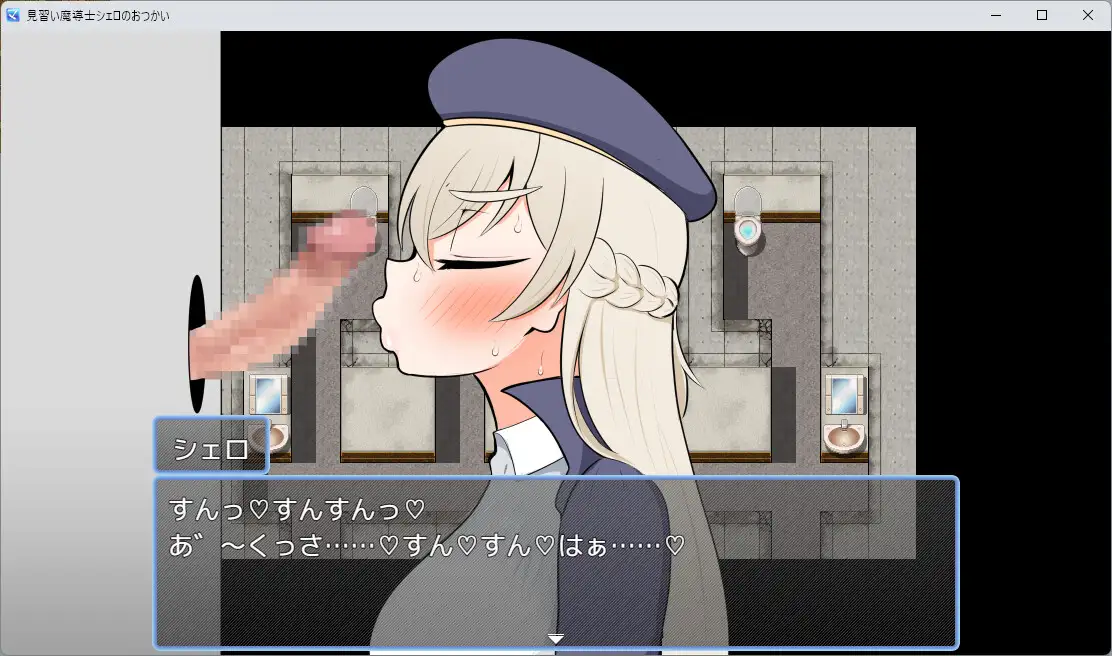 見習い魔導士シェロのおつかい
シェロ
すんっ♡すんすんっ♡
あ゛～くっさ……♡すん♡すん♡はぁ……♡